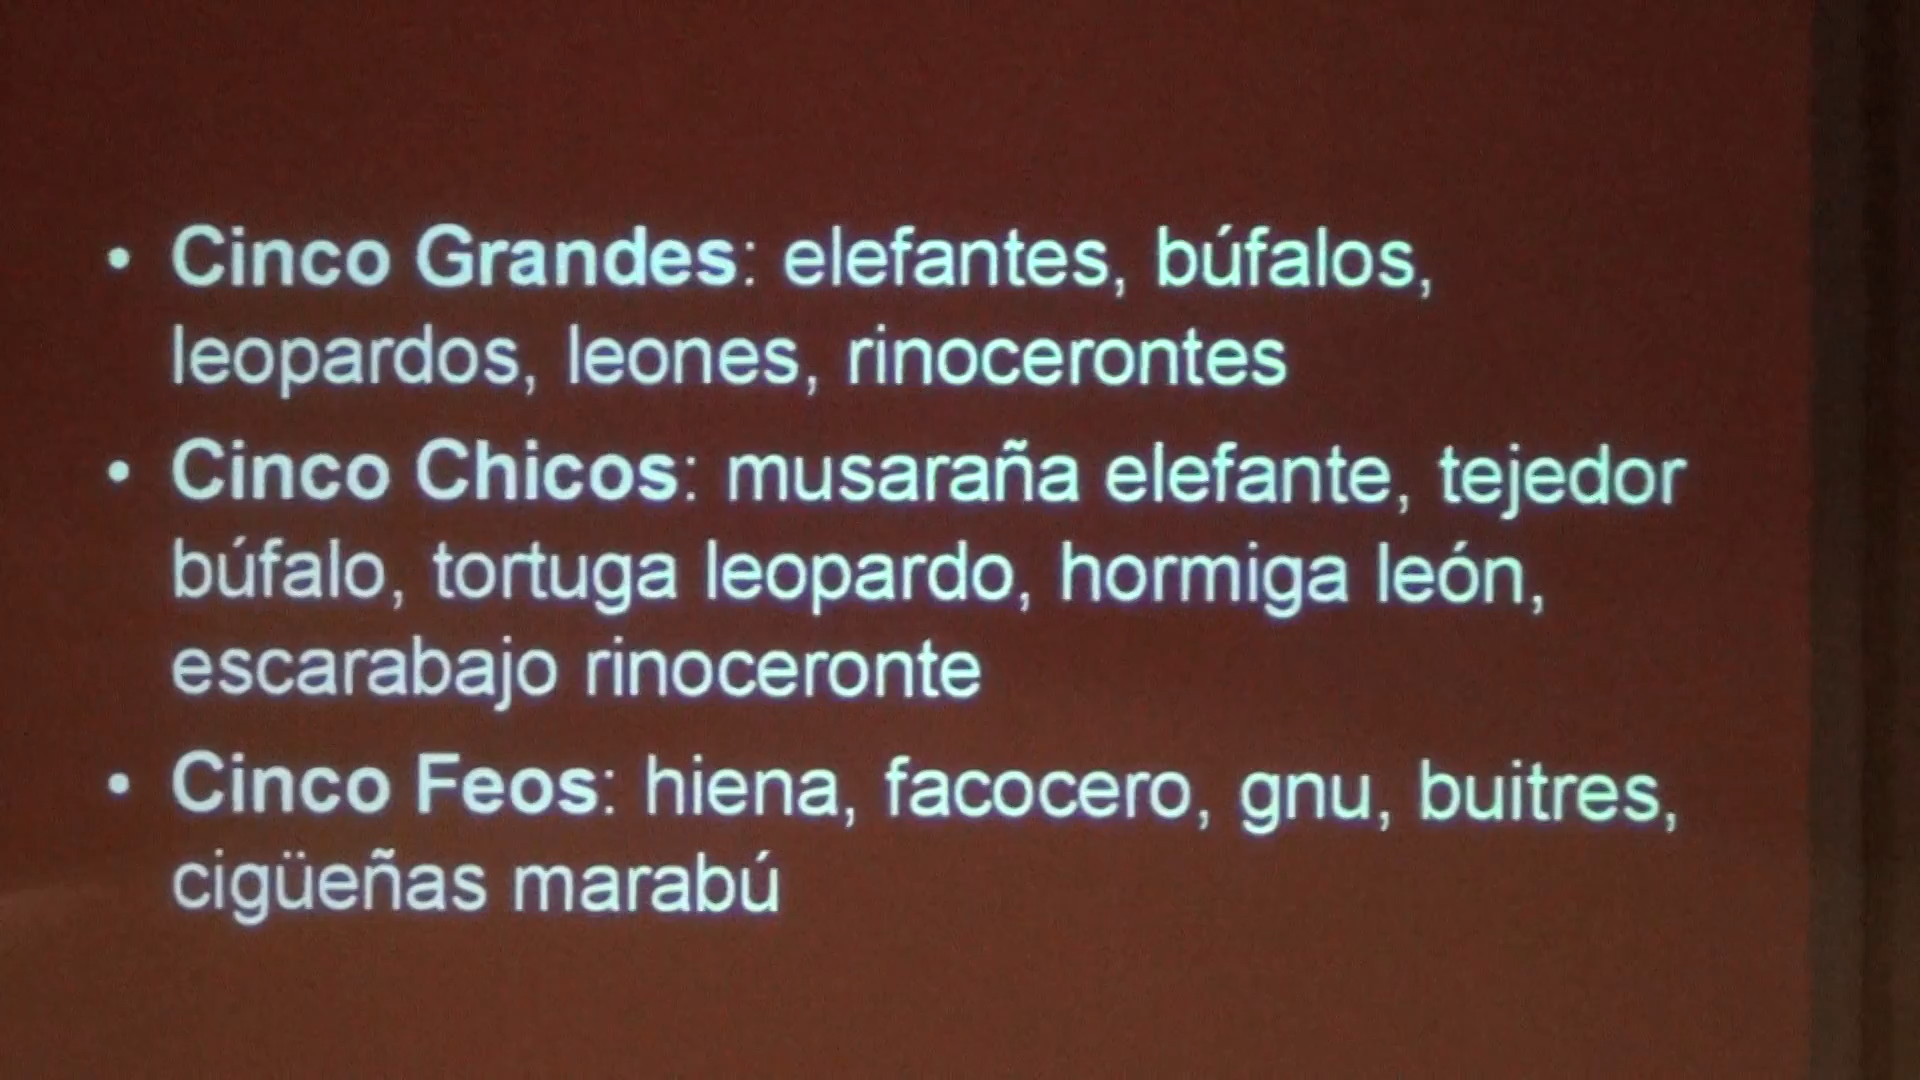 • Cinco Grandes: elefantes, búfalos,
leopardos, leones, rinocerontes
• Cinco Chicos: musaraña elefante, tejedor
búfalo, tortuga leopardo, hormiga león,
escarabajo rinoceronte
• Cinco Feos: hiena, facocero, gnu, buitres,
cigüeñas marabú